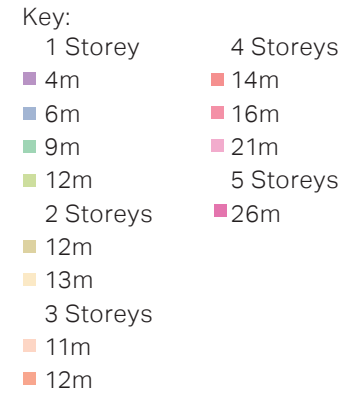 Key:
1 Storey
4m
6m
9m
12m
2 Storeys
12m
13m
3 Storeys
11m
12m
4 Storeys
14m
16m
21m
5 Storeys
26m